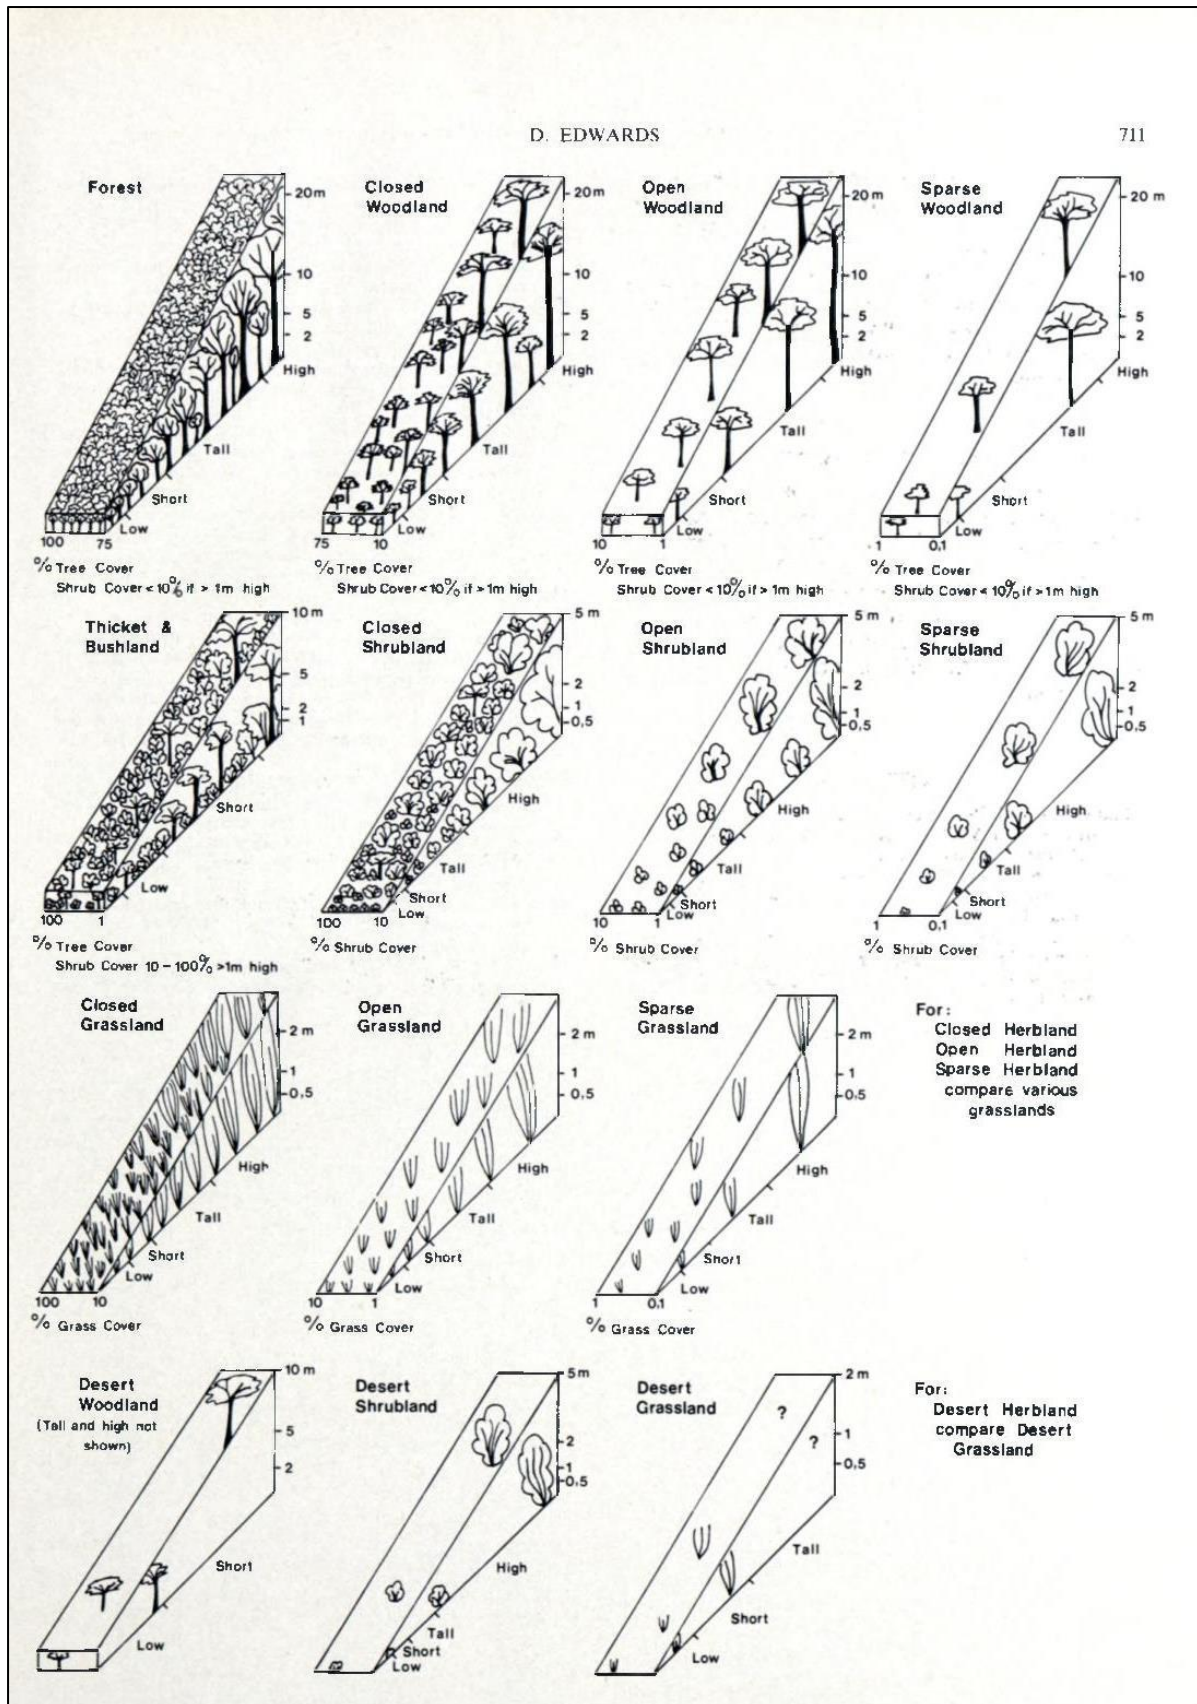 D. EDWARDS
711
Forest
20m
10
5
2
High
Tall
Short
Low
100 75
% Tree Cover
Shrub Cover < 10% if > 1m high
Closed
Woodland
20m
10
5
2
High
Tall
Short
Low
75 10
% Tree Cover
Shrub Cover < 10% if > 1m high
Open
Woodland
20m
10
5
2
High
Tall
Short
Low
10 1
% Tree Cover
Shrub Cover < 10% if > 1m high
Sparse
Woodland
20 m
10
5
2
High
Tall
Short
Low
1 0,1
% Tree Cover
Shrub Cover < 10% if > 1m high
Thicket &
Bushland
10 m
5
2
1
Short
Low
100 1
% Tree Cover
Shrub Cover 10 - 100% >1m high
Closed
Shrubland
5 m
2
1
0,5
High
Tall
Short
Low
100 10
% Shrub Cover
Open
Shrubland
5m
2
1
0,5
High
Tall
Short
Low
10 1
% Shrub Cover
Sparse
Shrubland
5 m
2
1
0,5
High
Tall
Short
Low
1 0,1
% Shrub Cover
Closed
Grassland
2 m
1
0,5
High
Tall
Short
Low
100 10
% Grass Cover
Open
Grassland
2 m
1
0,5
High
Tall
Short
Low
10 1
% Grass Cover
Sparse
Grassland
2 m
1
0,5
High
Tall
Short
Low
1 0,1
% Grass Cover
For:
Closed Herbland
Open Herbland
Sparse Herbland
compare various
grasslands
Desert
Woodland
(Tall and high not
shown)
10 m
5
2
Short
Low
Desert
Shrubland
5m
2
1
0,5
High
Tall
Short
Low
Desert
Grassland
2 m
?
?
1
0,5
Tall
Short
Low
For:
Desert Herbland
compare Desert
Grassland